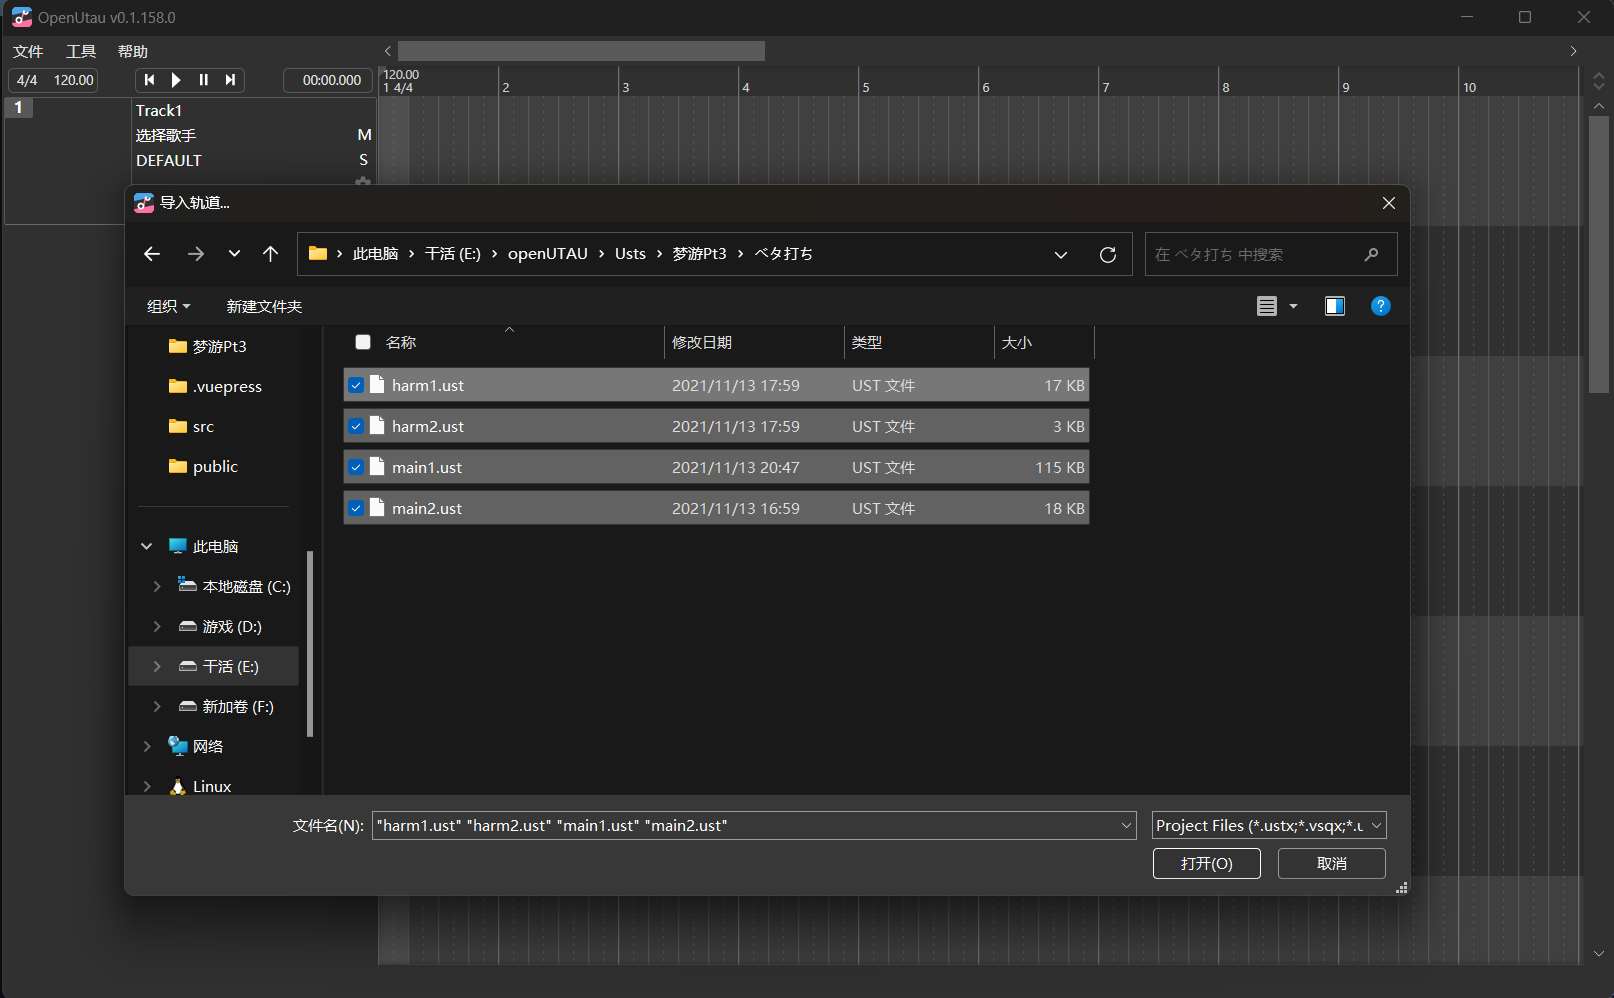 OpenUtau v0.1.158.0
文件 工具 帮助
4/4 120.00 00:00.000
120.00
1 4/4 2 3 4 5 6 7 8 9 10
1
Track1
选择歌手 M
DEFAULT S
导入轨道...
此电脑 干活 (E:) openUTAU Usts 梦游Pt3 ベタ打ち
在 ベタ打ち 中搜索
组织 新建文件夹 ?
名称 修改日期 类型 大小
harm1.ust 2021/11/13 17:59 UST 文件 17 KB
harm2.ust 2021/11/13 17:59 UST 文件 3 KB
main1.ust 2021/11/13 20:47 UST 文件 115 KB
main2.ust 2021/11/13 16:59 UST 文件 18 KB
梦游Pt3
.vuepress
src
public
此电脑
本地磁盘 (C:)
游戏 (D:)
干活 (E:)
新加卷 (F:)
网络
Linux
文件名(N): "harm1.ust" "harm2.ust" "main1.ust" "main2.ust"
Project Files (*.ustx;*.vsqx;*.u
打开(O) 取消